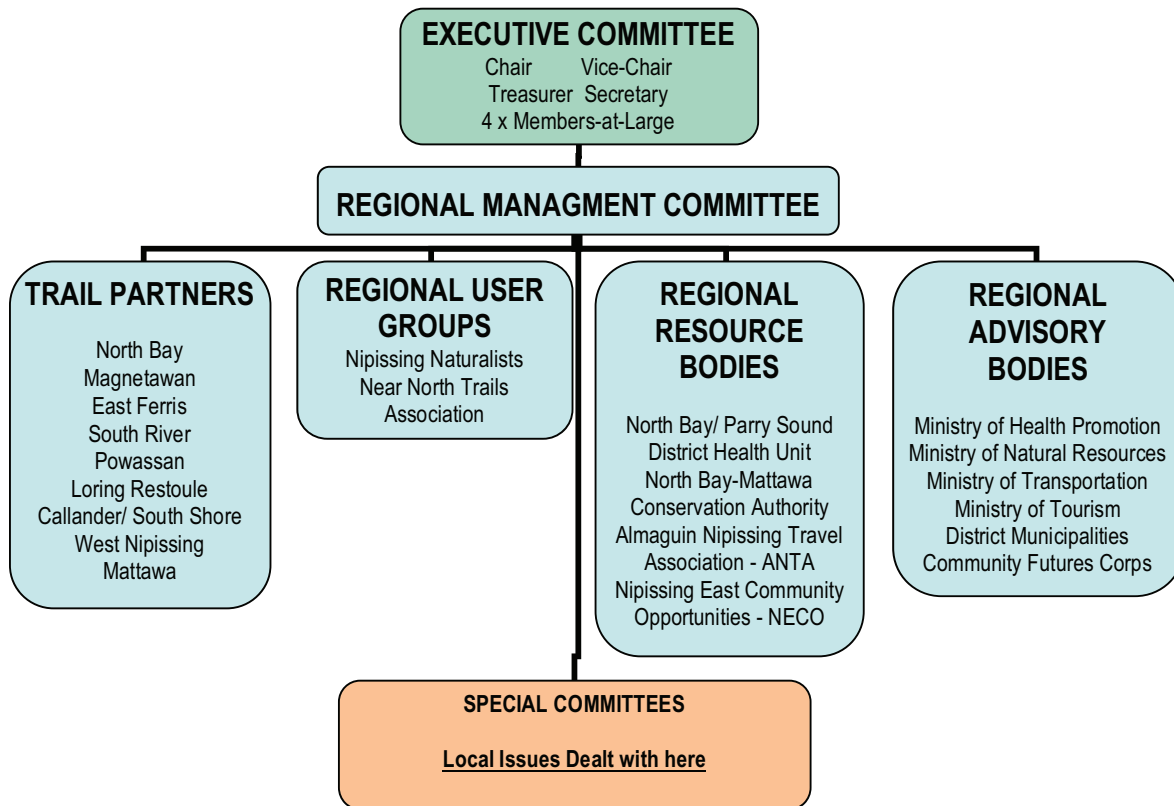 EXECUTIVE COMMITTEE
Chair Vice-Chair
Treasurer Secretary
4 x Members-at-Large
REGIONAL MANAGMENT COMMITTEE
TRAIL PARTNERS
North Bay
Magnetawan
East Ferris
South River
Powassan
Loring Restoule
Callander/ South Shore
West Nipissing
Mattawa
REGIONAL USER
GROUPS
Nipissing Naturalists
Near North Trails
Association
REGIONAL
RESOURCE
BODIES
North Bay/ Parry Sound
District Health Unit
North Bay-Mattawa
Conservation Authority
Almaguin Nipissing Travel
Association - ANTA
Nipissing East Community
Opportunities - NECO
REGIONAL
ADVISORY
BODIES
Ministry of Health Promotion
Ministry of Natural Resources
Ministry of Transportation
Ministry of Tourism
District Municipalities
Community Futures Corps
SPECIAL COMMITTEES
Local Issues Dealt with here